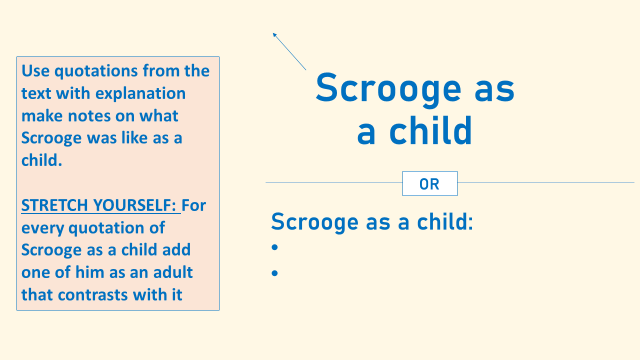 Use quotations from the
text with explanation
make notes on what
Scrooge was like as a
child.
STRETCH YOURSELF: For
every quotation of
Scrooge as a child add
one of him as an adult
that contrasts with it
Scrooge as
a child
OR
Scrooge as a child:
•
•